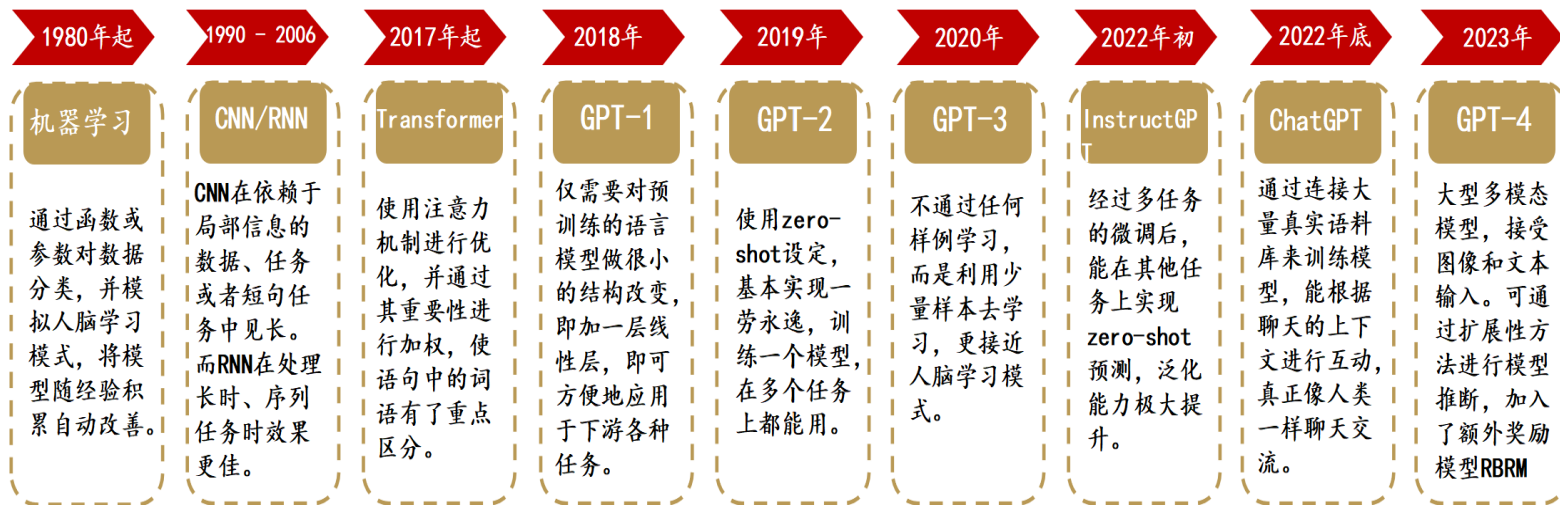 1980年起
1990 - 2006
2017年起
2018年
2019年
2020年
2022年初
2022年底
2023年
机器学习
通过函数或
参数对数据
分类，并模
拟人脑学习
模式，将模
型随经验积
累自动改善。
CNN/RNN
CNN在依赖于
局部信息的
数据、任务
或者短句任
务中见长。
而RNN在处理
长时、序列
任务时效果
更佳。
Transformer
使用注意力
机制进行优
化，并通过
其重要性进
行加权，使
语句中的词
语有了重点
区分。
GPT-1
仅需要对预
训练的语言
模型做很小
的结构改变，
即加一层线
性层，即可
方便地应用
于下游各种
任务。
GPT-2
使用zero-
shot设定，
基本实现一
劳永逸，训
练一个模型，
在多个任务
上都能用。
GPT-3
不通过任何
样例学习，
而是利用少
量样本去学
习，更接近
人脑学习模
式。
InstructGP
T
经过多任务
的微调后，
能在其他任
务上实现
zero-shot
预测，泛化
能力极大提
升。
ChatGPT
通过连接大
量真实语料
库来训练模
型，能根据
聊天的上下
文进行互动，
真正像人类
一样聊天交
流。
GPT-4
大型多模态
模型，接受
图像和文本
输入。可通
过扩展性方
法进行模型
推断，加入
了额外奖励
模型RBRM